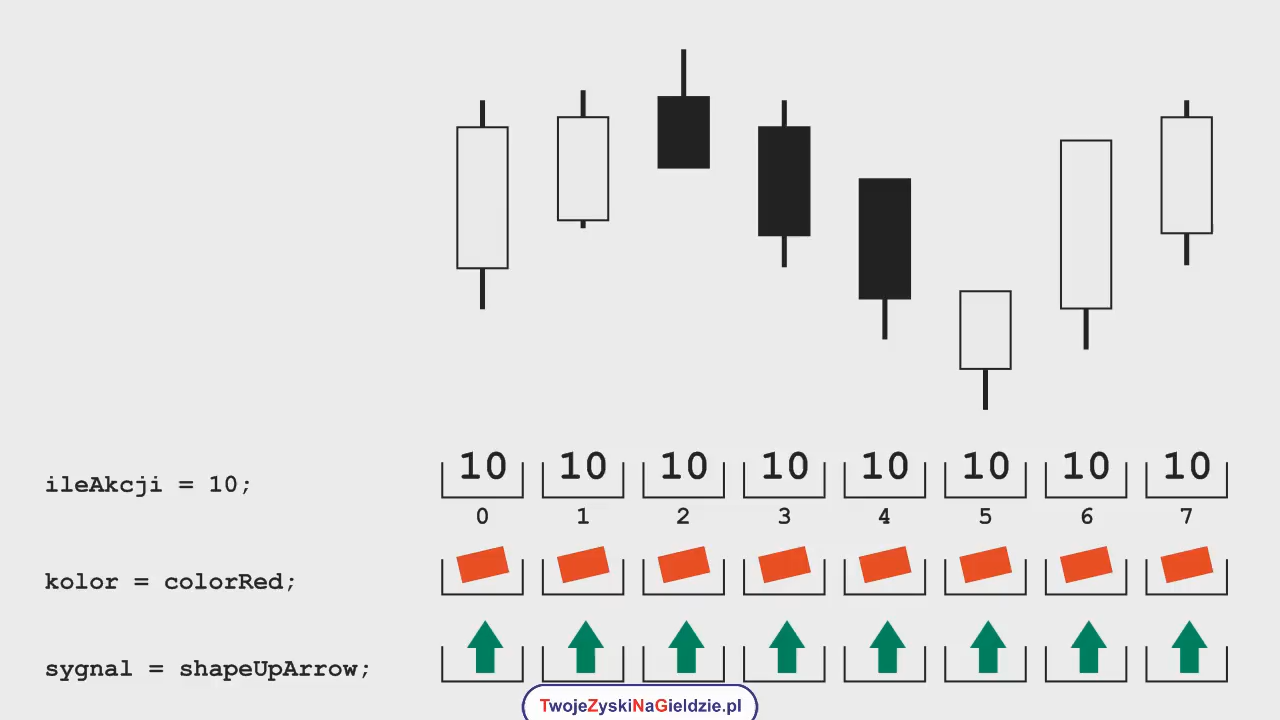 ileAkcji = 10;
10 10 10 10 10 10 10 10
0 1 2 3 4 5 6 7
kolor = colorRed;
sygnal = shapeUpArrow;
TwojeZyskiNaGieldzie.pl